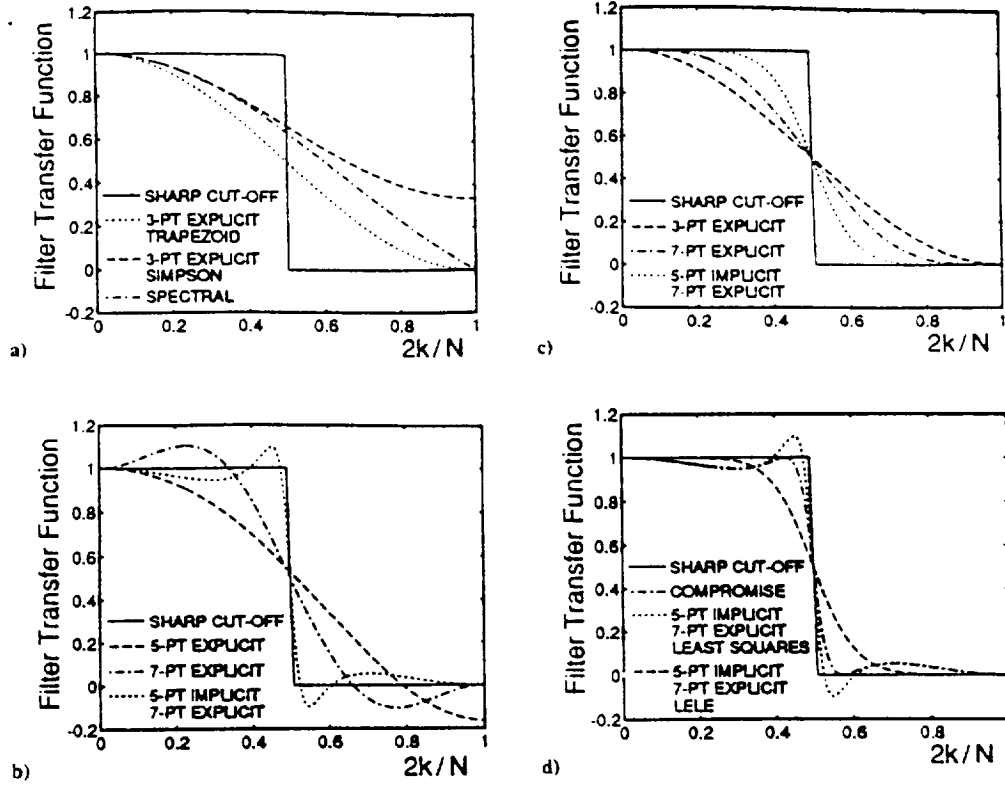 1.2
1
0.8
0.6
0.4
0.2
0
-0.2
Filter Transfer Function
SHARP CUT-OFF
3-PT EXPLICIT
TRAPEZOID
3-PT EXPLICIT
SIMPSON
SPECTRAL
0 0.2 0.4 0.6 0.8 1
2k/N
a)
1.2
1
0.8
0.6
0.4
0.2
0
-0.2
Filter Transfer Function
SHARP CUT-OFF
3-PT EXPLICIT
7-PT EXPLICIT
5-PT IMPLICIT
7-PT EXPLICIT
0 0.2 0.4 0.6 0.8 1
2k/N
c)
1.2
1
0.8
0.6
0.4
0.2
0
-0.2
Filter Transfer Function
SHARP CUT-OFF
5-PT EXPLICIT
7-PT EXPLICIT
5-PT IMPLICIT
7-PT EXPLICIT
0 0.2 0.4 0.6 0.8 1
2k/N
b)
1.2
1
0.8
0.6
0.4
0.2
0
-0.2
Filter Transfer Function
SHARP CUT-OFF
COMPROMISE
5-PT IMPLICIT
7-PT EXPLICIT
LEAST SQUARES
5-PT IMPLICIT
7-PT EXPLICIT
LELE
0 0.2 0.4 0.6 0.8 1
2k/N
d)